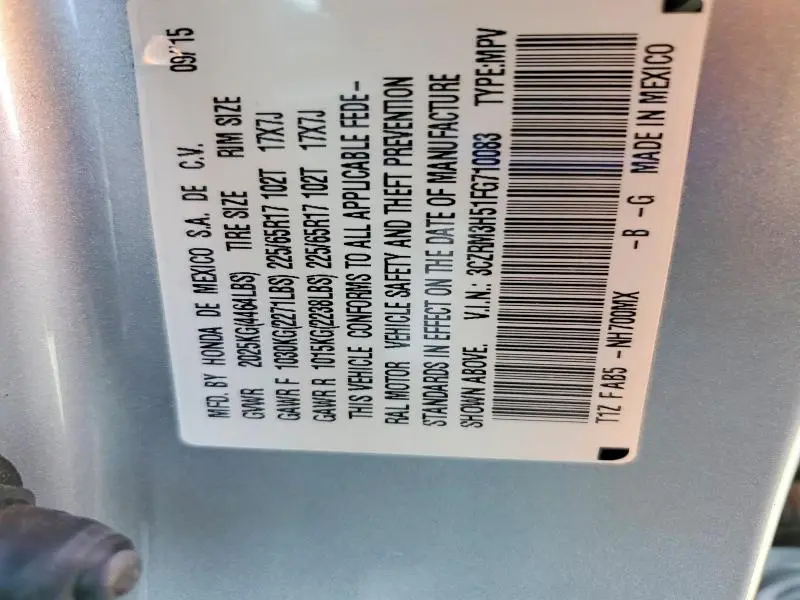 MFD. BY HONDA DE MEXICO S.A. DE C.V. 09/15
GVWR 2025KG(4464LBS) TIRE SIZE RIM SIZE
GAWR F 1030KG(2271LBS) 225/65R17 102T 17X7J
GAWR R 1015KG(2238LBS) 225/65R17 102T 17X7J
THIS VEHICLE CONFORMS TO ALL APPLICABLE FEDE-
RAL MOTOR VEHICLE SAFETY AND THEFT PREVENTION
STANDARDS IN EFFECT ON THE DATE OF MANUFACTURE
SHOWN ABOVE. V.I.N.: 3CZRM3H51FG710083 TYPE:MPV
T1Z F AB5 -NH700MX -B -G MADE IN MEXICO